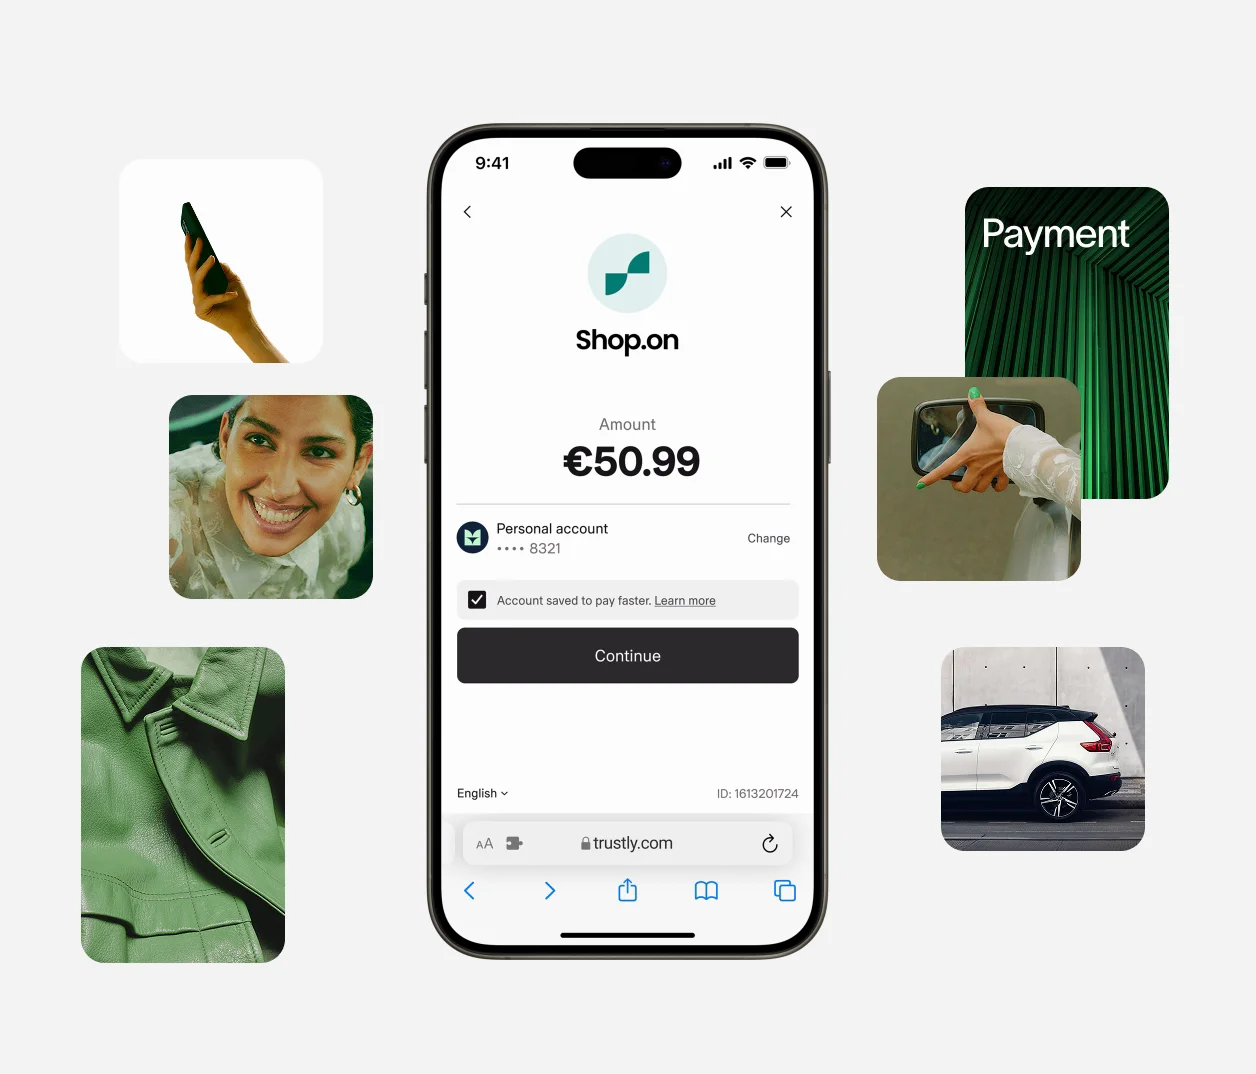 9:41
Shop.on
Amount
€50.99
Personal account
•••• 8321
Change
Account saved to pay faster. Learn more
Continue
English
ID: 1613201724
AA
trustly.com
Payment